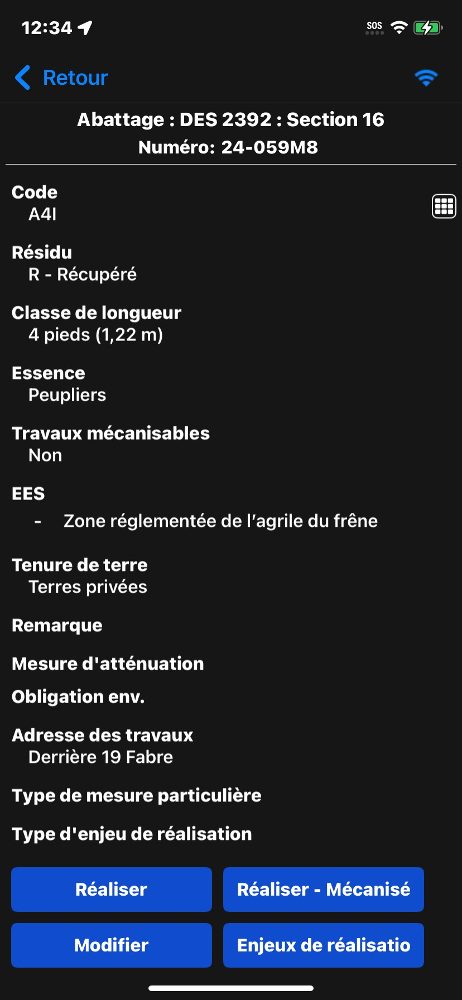 12:34
SOS
Retour
Abattage : DES 2392 : Section 16
Numéro: 24-059M8
Code
A4I
Résidu
R - Récupéré
Classe de longueur
4 pieds (1,22 m)
Essence
Peupliers
Travaux mécanisables
Non
EES
- Zone réglementée de l’agrile du frêne
Tenure de terre
Terres privées
Remarque
Mesure d'atténuation
Obligation env.
Adresse des travaux
Derrière 19 Fabre
Type de mesure particulière
Type d'enjeu de réalisation
Réaliser
Réaliser - Mécanisé
Modifier
Enjeux de réalisatio